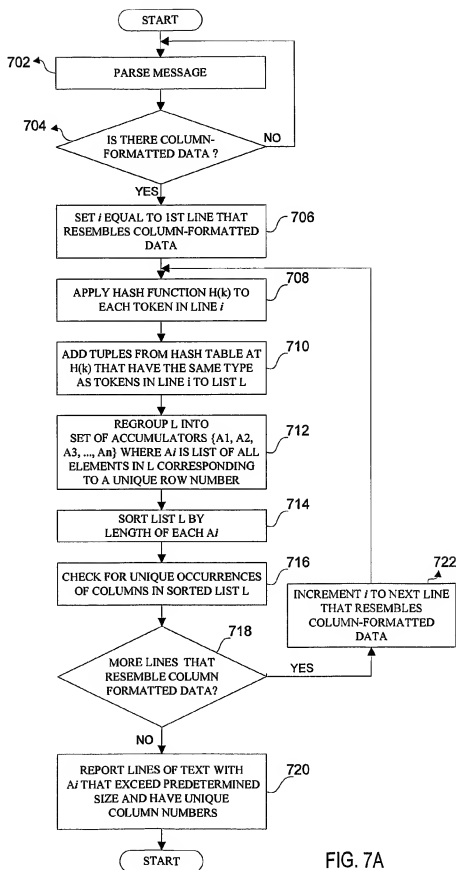 START
702
PARSE MESSAGE
704
IS THERE COLUMN-
FORMATTED DATA ?
NO
YES
SET i EQUAL TO 1ST LINE THAT
RESEMBLES COLUMN-FORMATTED
DATA
706
APPLY HASH FUNCTION H(k) TO
EACH TOKEN IN LINE i
708
ADD TUPLES FROM HASH TABLE AT
H(k) THAT HAVE THE SAME TYPE
AS TOKENS IN LINE i TO LIST L
710
REGROUP L INTO
SET OF ACCUMULATORS {A1, A2,
A3, ..., An} WHERE Ai IS LIST OF ALL
ELEMENTS IN L CORRESPONDING
TO A UNIQUE ROW NUMBER
712
SORT LIST L BY
LENGTH OF EACH Ai
714
CHECK FOR UNIQUE OCCURRENCES
OF COLUMNS IN SORTED LIST L
716
722
INCREMENT i TO NEXT LINE
THAT RESEMBLES
COLUMN-FORMATTED
DATA
718
MORE LINES THAT
RESEMBLE COLUMN
FORMATTED DATA?
YES
NO
REPORT LINES OF TEXT WITH
Ai THAT EXCEED PREDETERMINED
SIZE AND HAVE UNIQUE
COLUMN NUMBERS
720
START
FIG. 7A